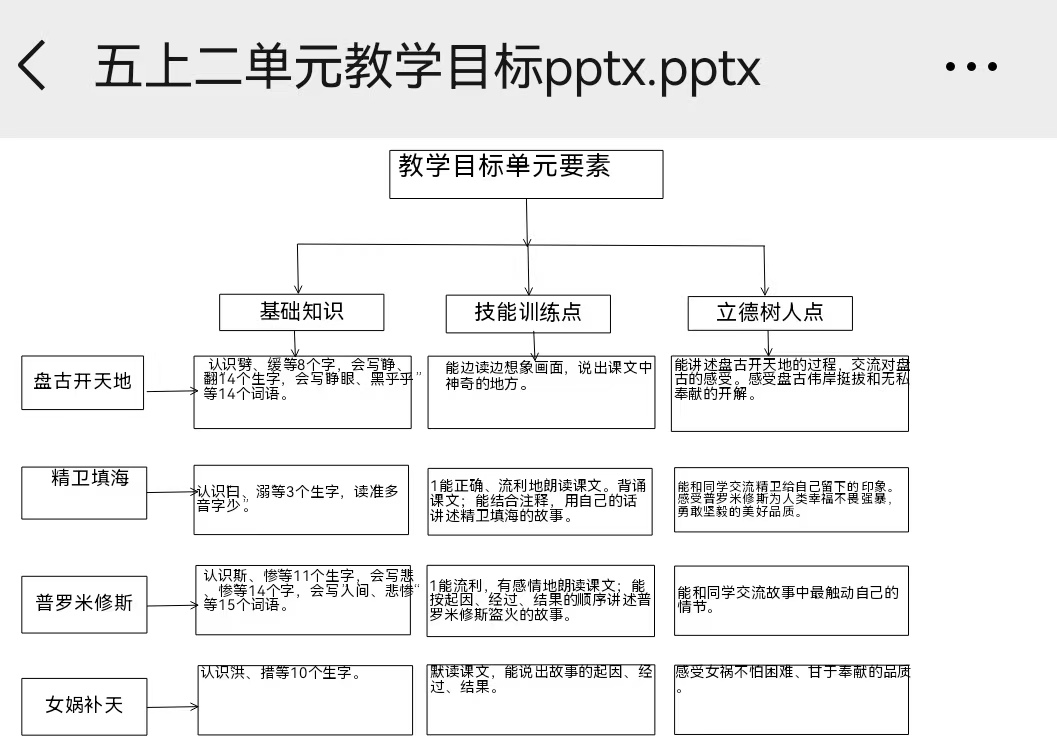 五上二单元教学目标pptx.pptx
教学目标单元要素
基础知识
技能训练点
立德树人点
盘古开天地
认识劈、缓等8个字，会写睁、
翻14个生字，会写睁眼、黑乎乎”
等14个词语。
能边读边想象画面，说出课文中
神奇的地方。
能讲述盘古开天地的过程，交流对盘
古的感受。感受盘古伟岸挺拔和无私
奉献的开解。
精卫填海
认识曰、溺等3个生字，读准多
音字少”。
1能正确、流利地朗读课文。背诵
课文；能结合注释，用自己的话
讲述精卫填海的故事。
能和同学交流精卫给自己留下的印象。
感受普罗米修斯为人类幸福不畏强暴，
勇敢坚毅的美好品质。
普罗米修斯
认识斯、惨等11个生字，会写悲
、惨等14个字，会写人间、悲惨“
等15个词语。
1能流利，有感情地朗读课文；能
按起因、经过、结果的顺序讲述普
罗米修斯盗火的故事。
能和同学交流故事中最触动自己的
情节。
女娲补天
认识洪、措等10个生字。
默读课文，能说出故事的起因、经
过、结果。
感受女祸不怕困难、甘于奉献的品质
。